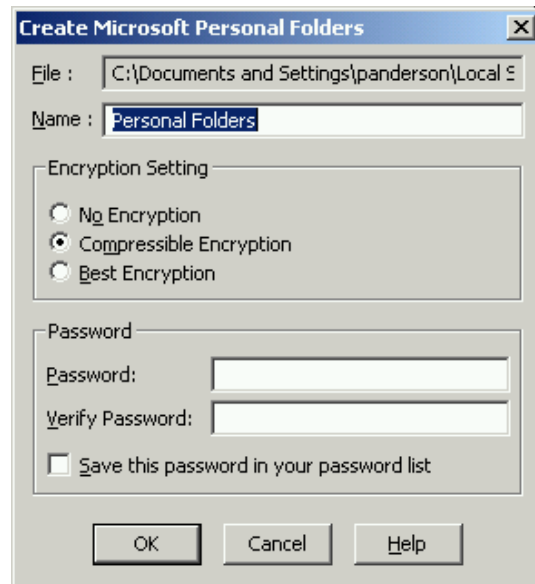 Create Microsoft Personal Folders
File : C:\Documents and Settings\panderson\Local S
Name : Personal Folders
Encryption Setting
No Encryption
Compressible Encryption
Best Encryption
Password
Password:
Verify Password:
Save this password in your password list
OK Cancel Help